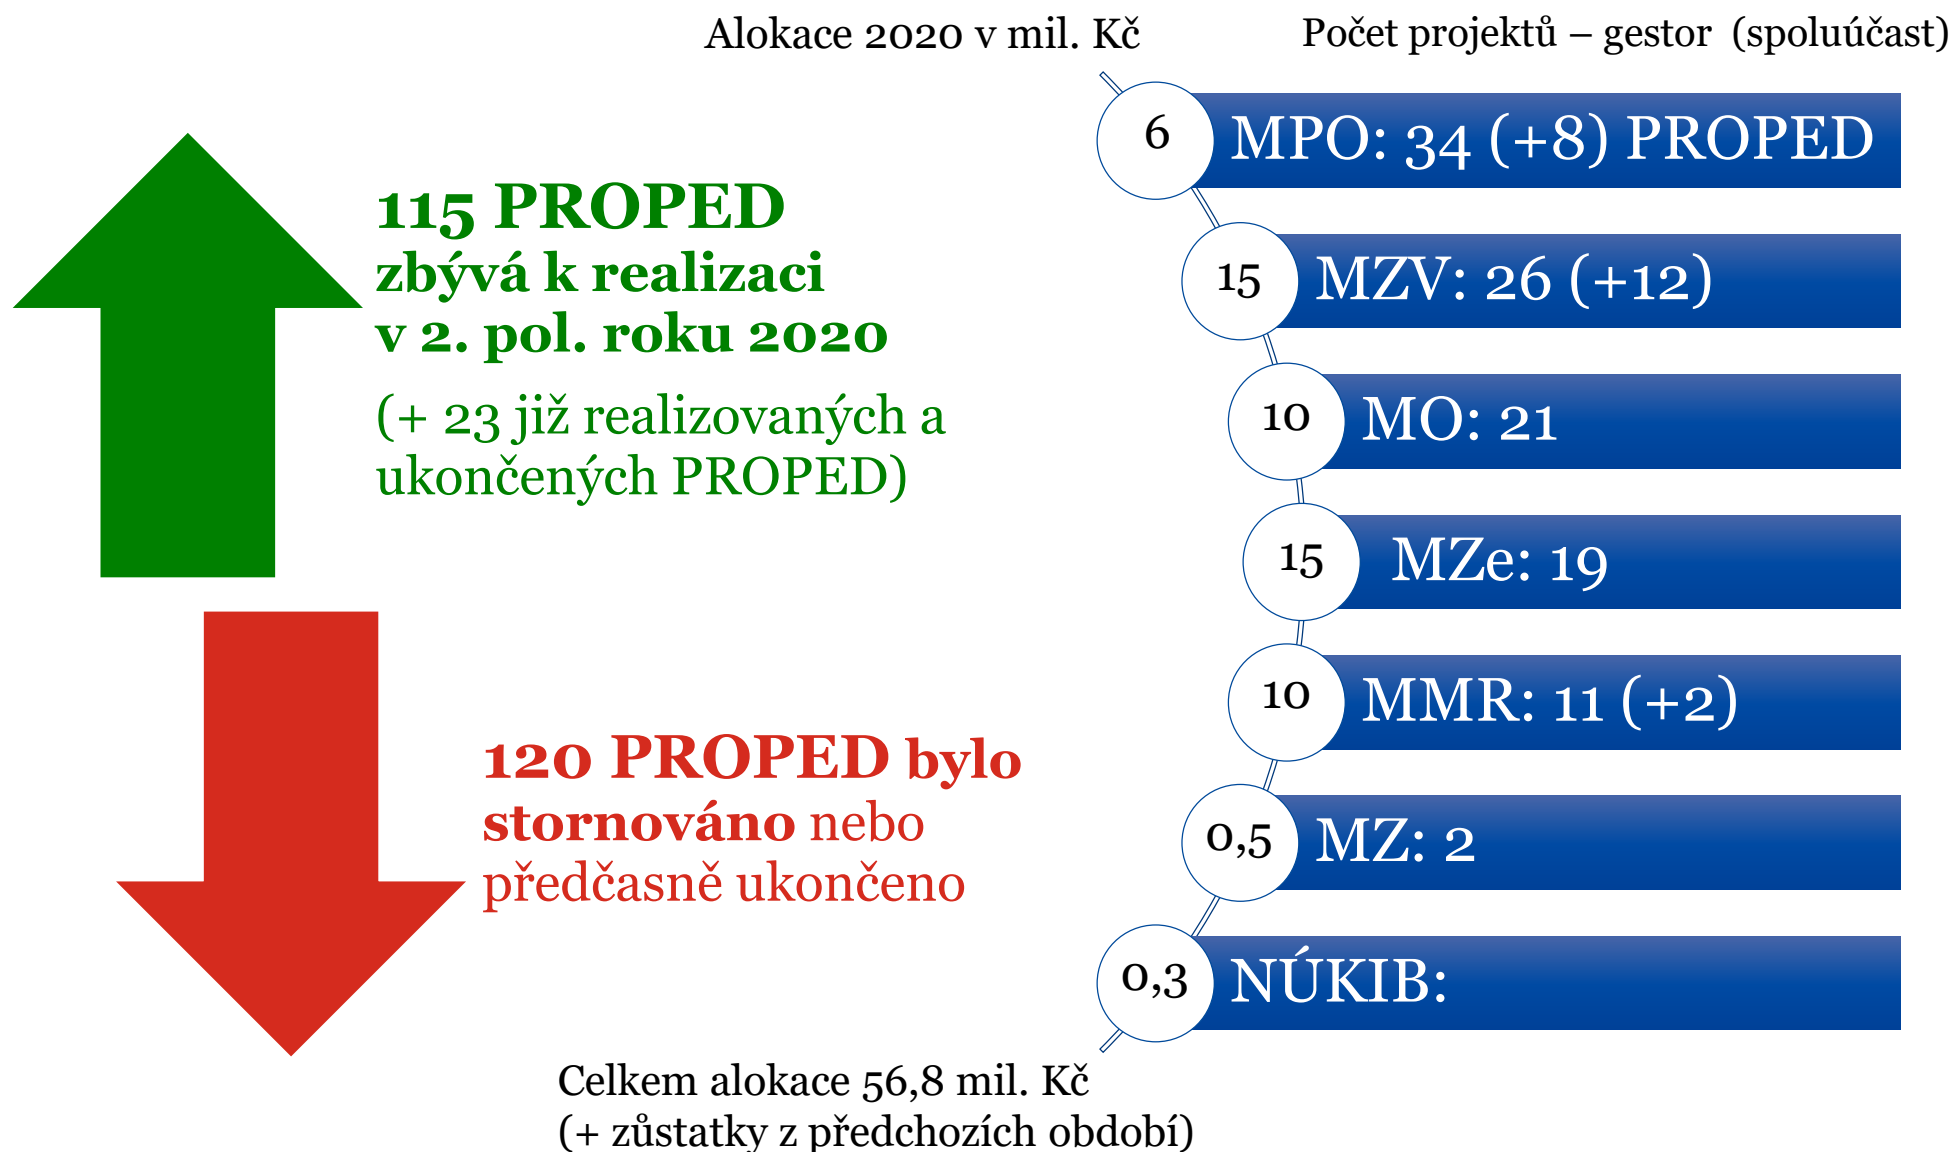 Alokace 2020 v mil. Kč
Počet projektů – gestor (spoluúčast)
115 PROPED
zbývá k realizaci
v 2. pol. roku 2020
(+ 23 již realizovaných a
ukončených PROPED)
120 PROPED bylo
stornováno nebo
předčasně ukončeno
6
MPO: 34 (+8) PROPED
15
MZV: 26 (+12)
10
MO: 21
15
MZe: 19
10
MMR: 11 (+2)
0,5
MZ: 2
0,3
NÚKIB:
Celkem alokace 56,8 mil. Kč
(+ zůstatky z předchozích období)